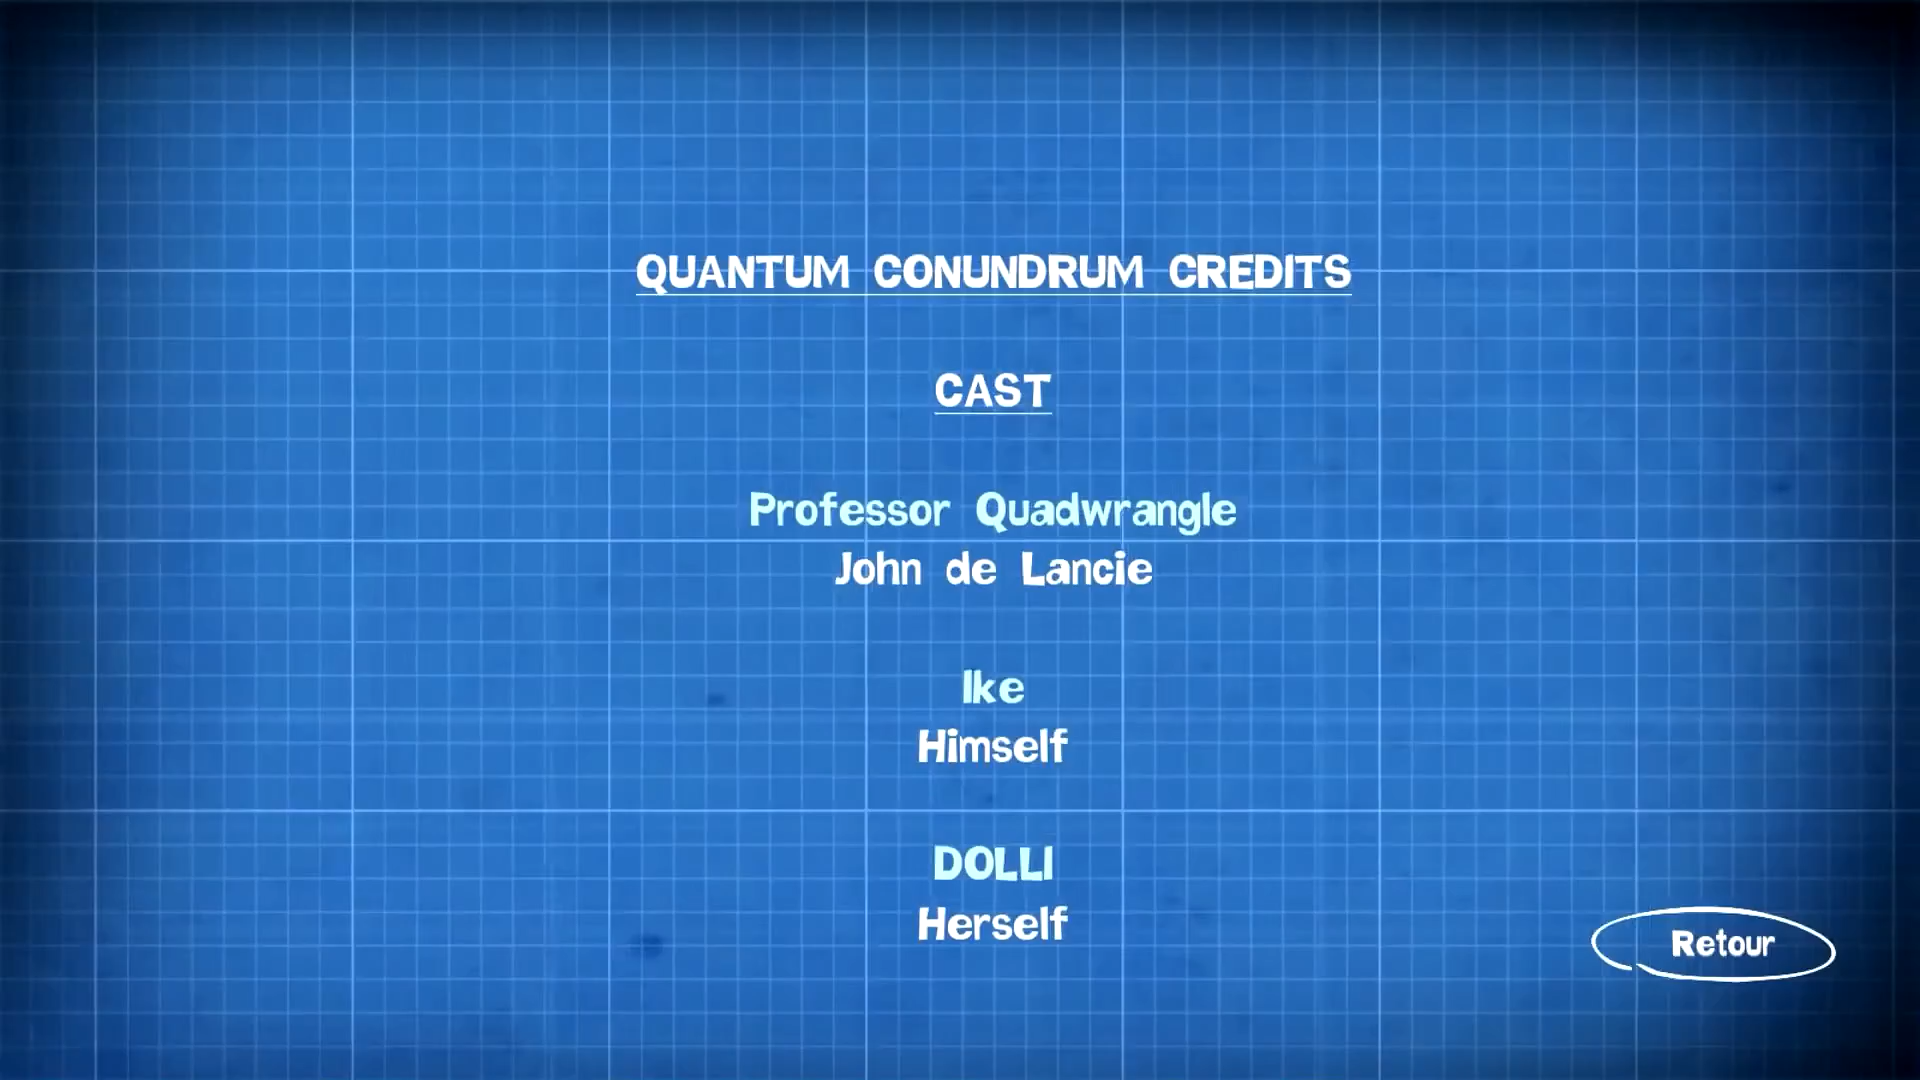 QUANTUM CONUNDRUM CREDITS
CAST
Professor Quadwrangle
John de Lancie
Ike
Himself
DOLLI
Herself
Retour